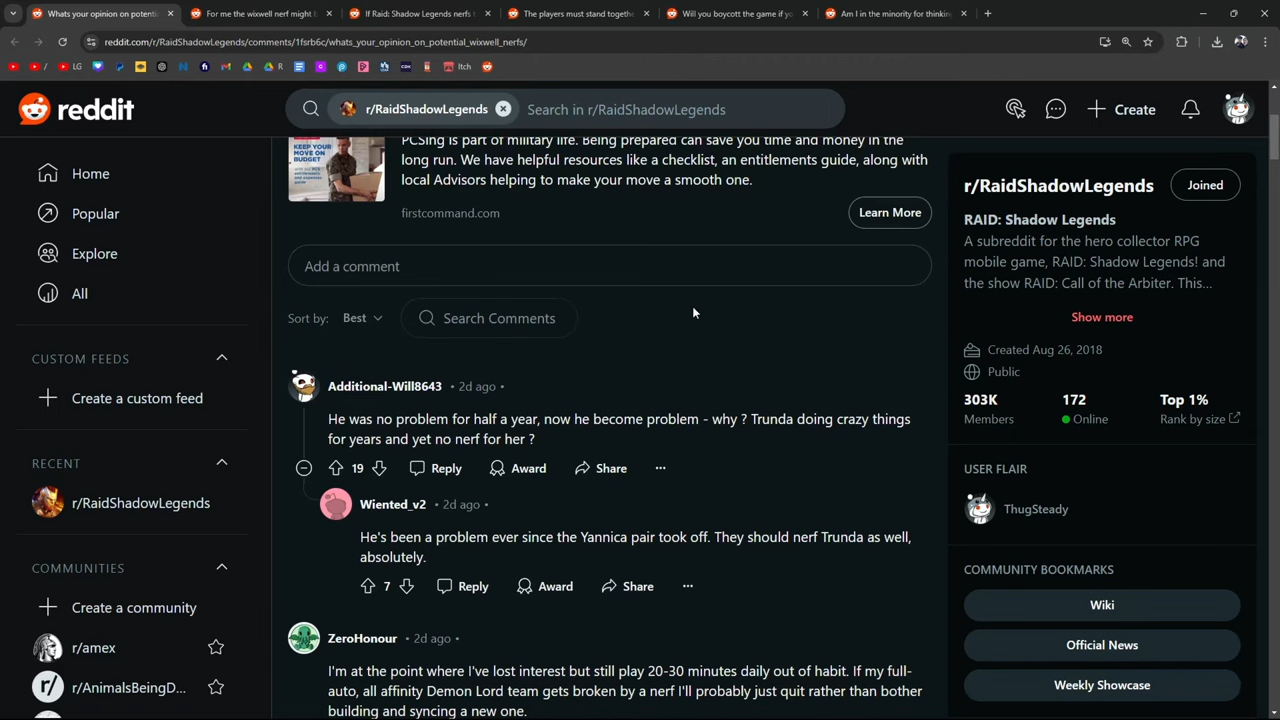 Whats your opinion on potenti
For me the wixwell nerf might b
If Raid: Shadow Legends nerfs t
The players must stand togethe
Will you boycott the game if yo
Am I in the minority for thinkin
reddit.com/r/RaidShadowLegends/comments/1fsrb6c/whats_your_opinion_on_potential_wixwell_nerfs/
/
LG
R
Itch
reddit
r/RaidShadowLegends
Search in r/RaidShadowLegends
Create
Home
Popular
Explore
All
CUSTOM FEEDS
Create a custom feed
RECENT
r/RaidShadowLegends
COMMUNITIES
Create a community
r/amex
r/AnimalsBeingD...
KEEP YOUR
MOVE ON
BUDGET
PCSing is part of military life. Being prepared can save you time and money in the
long run. We have helpful resources like a checklist, an entitlements guide, along with
local Advisors helping to make your move a smooth one.
firstcommand.com
Learn More
Add a comment
Sort by: Best
Search Comments
Additional-Will8643 • 2d ago •
He was no problem for half a year, now he become problem - why ? Trunda doing crazy things
for years and yet no nerf for her ?
19 Reply Award Share
Wiented_v2 • 2d ago •
He's been a problem ever since the Yannica pair took off. They should nerf Trunda as well,
absolutely.
7 Reply Award Share
ZeroHonour • 2d ago •
I'm at the point where I've lost interest but still play 20-30 minutes daily out of habit. If my full-
auto, all affinity Demon Lord team gets broken by a nerf I'll probably just quit rather than bother
building and syncing a new one.
r/RaidShadowLegends
Joined
RAID: Shadow Legends
A subreddit for the hero collector RPG
mobile game, RAID: Shadow Legends! and
the show RAID: Call of the Arbiter. This...
Show more
Created Aug 26, 2018
Public
303K 172 Top 1%
Members Online Rank by size
USER FLAIR
ThugSteady
COMMUNITY BOOKMARKS
Wiki
Official News
Weekly Showcase